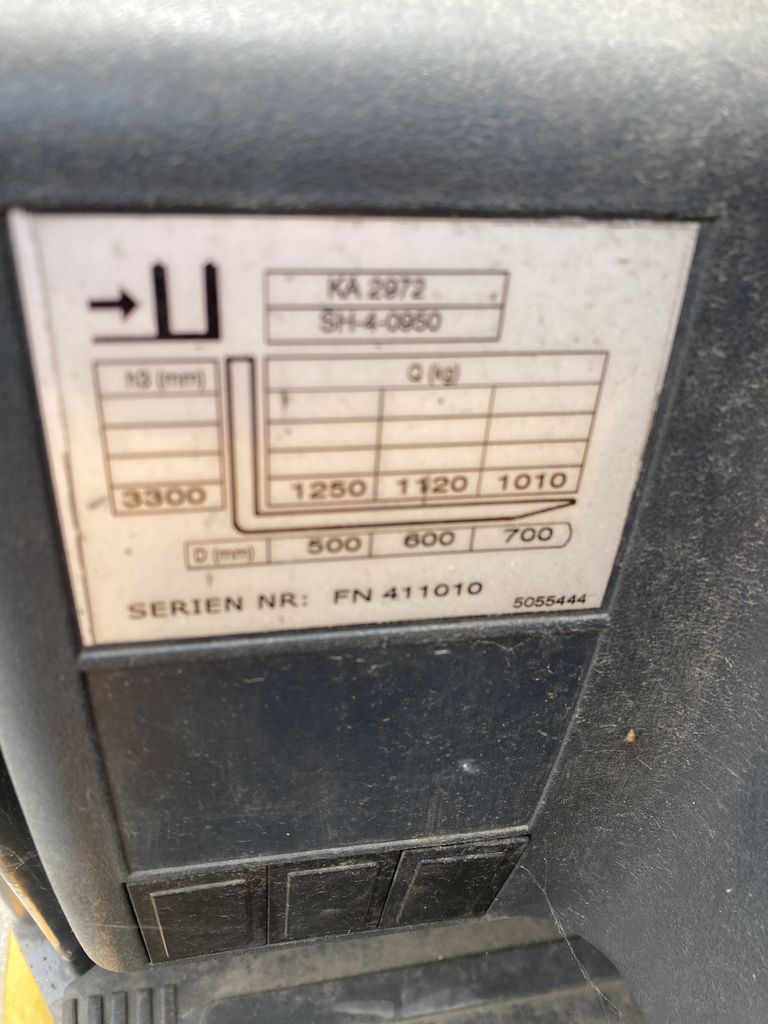 KA 2972
SH-4-0950
h3 (mm)
Q (kg)
3300 1250 1120 1010
D (mm) 500 600 700
SERIEN NR: FN 411010
5055444